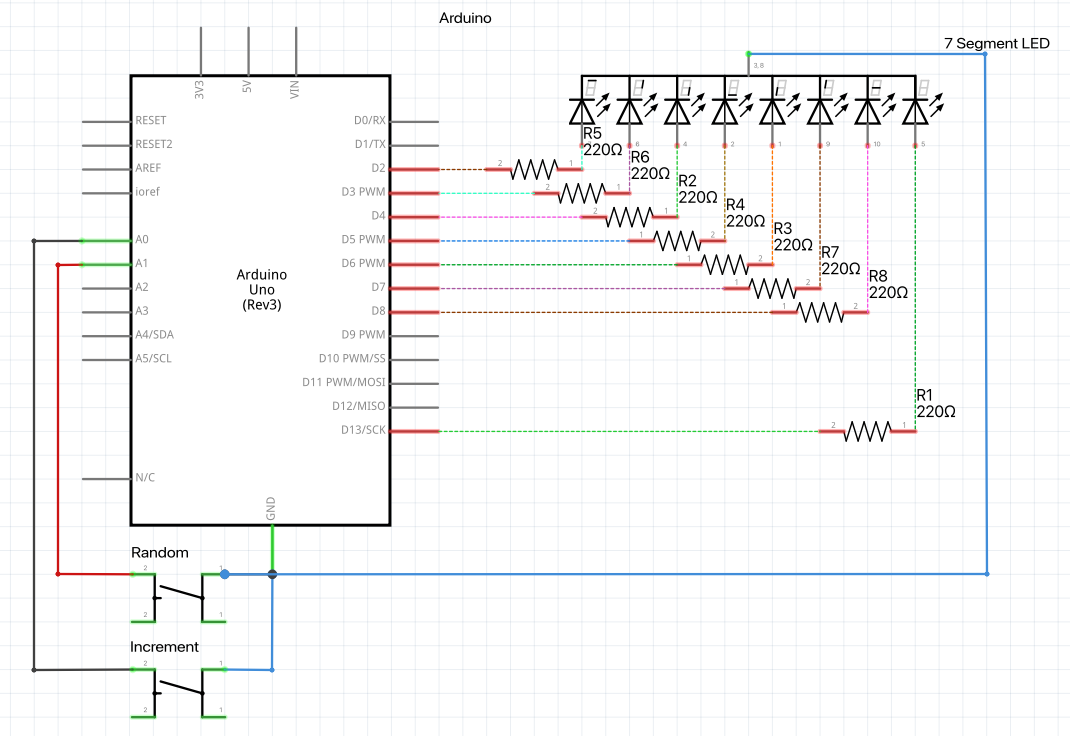 Arduino
7 Segment LED
3V3
5V
VIN
3,8
RESET
RESET2
AREF
ioref
A0
A1
A2
A3
A4/SDA
A5/SCL
N/C
Arduino
Uno
(Rev3)
D0/RX
D1/TX
D2
D3 PWM
D4
D5 PWM
D6 PWM
D7
D8
D9 PWM
D10 PWM/SS
D11 PWM/MOSI
D12/MISO
D13/SCK
GND
6
4
2
1
9
10
5
R5
220Ω
2 1
R6
220Ω
2 1
R2
220Ω
2 1
R4
220Ω
1 2
R3
220Ω
1 2
R7
220Ω
1 2
R8
220Ω
1 2
R1
220Ω
2 1
Random
2 1
2 1
Increment
2 1
2 1